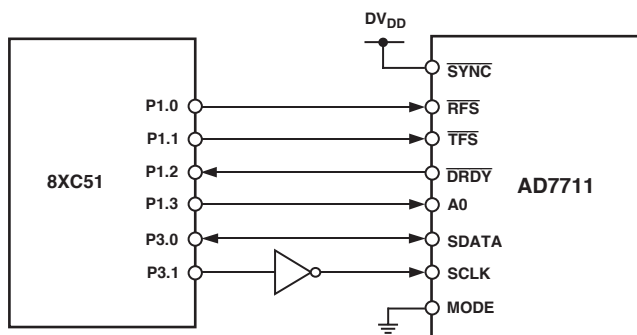 DVDD
SYNC
P1.0
RFS
P1.1
TFS
P1.2
DRDY
8XC51
AD7711
P1.3
A0
P3.0
SDATA
P3.1
SCLK
MODE